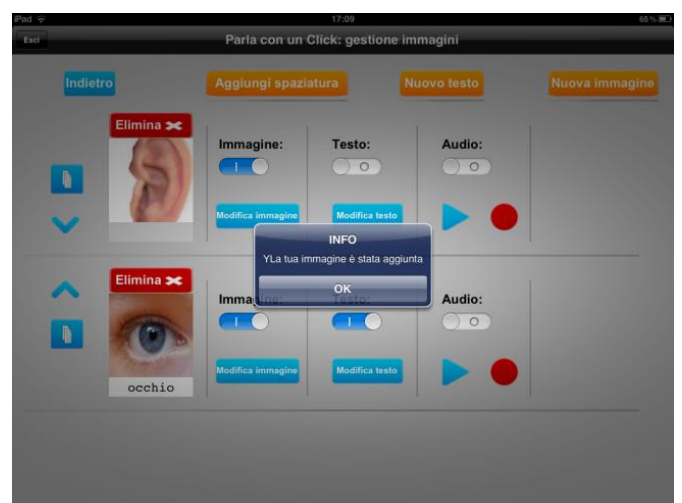 iPad 17:09 65%
Esci Parla con un Click: gestione immagini
Indietro Aggiungi spaziatura Nuovo testo Nuova immagine
Elimina
Immagine: Testo: Audio:
Modifica immagine Modifica testo
INFO
YLa tua immagine è stata aggiunta
OK
Elimina
Immagine: Testo: Audio:
Modifica immagine Modifica testo
occhio